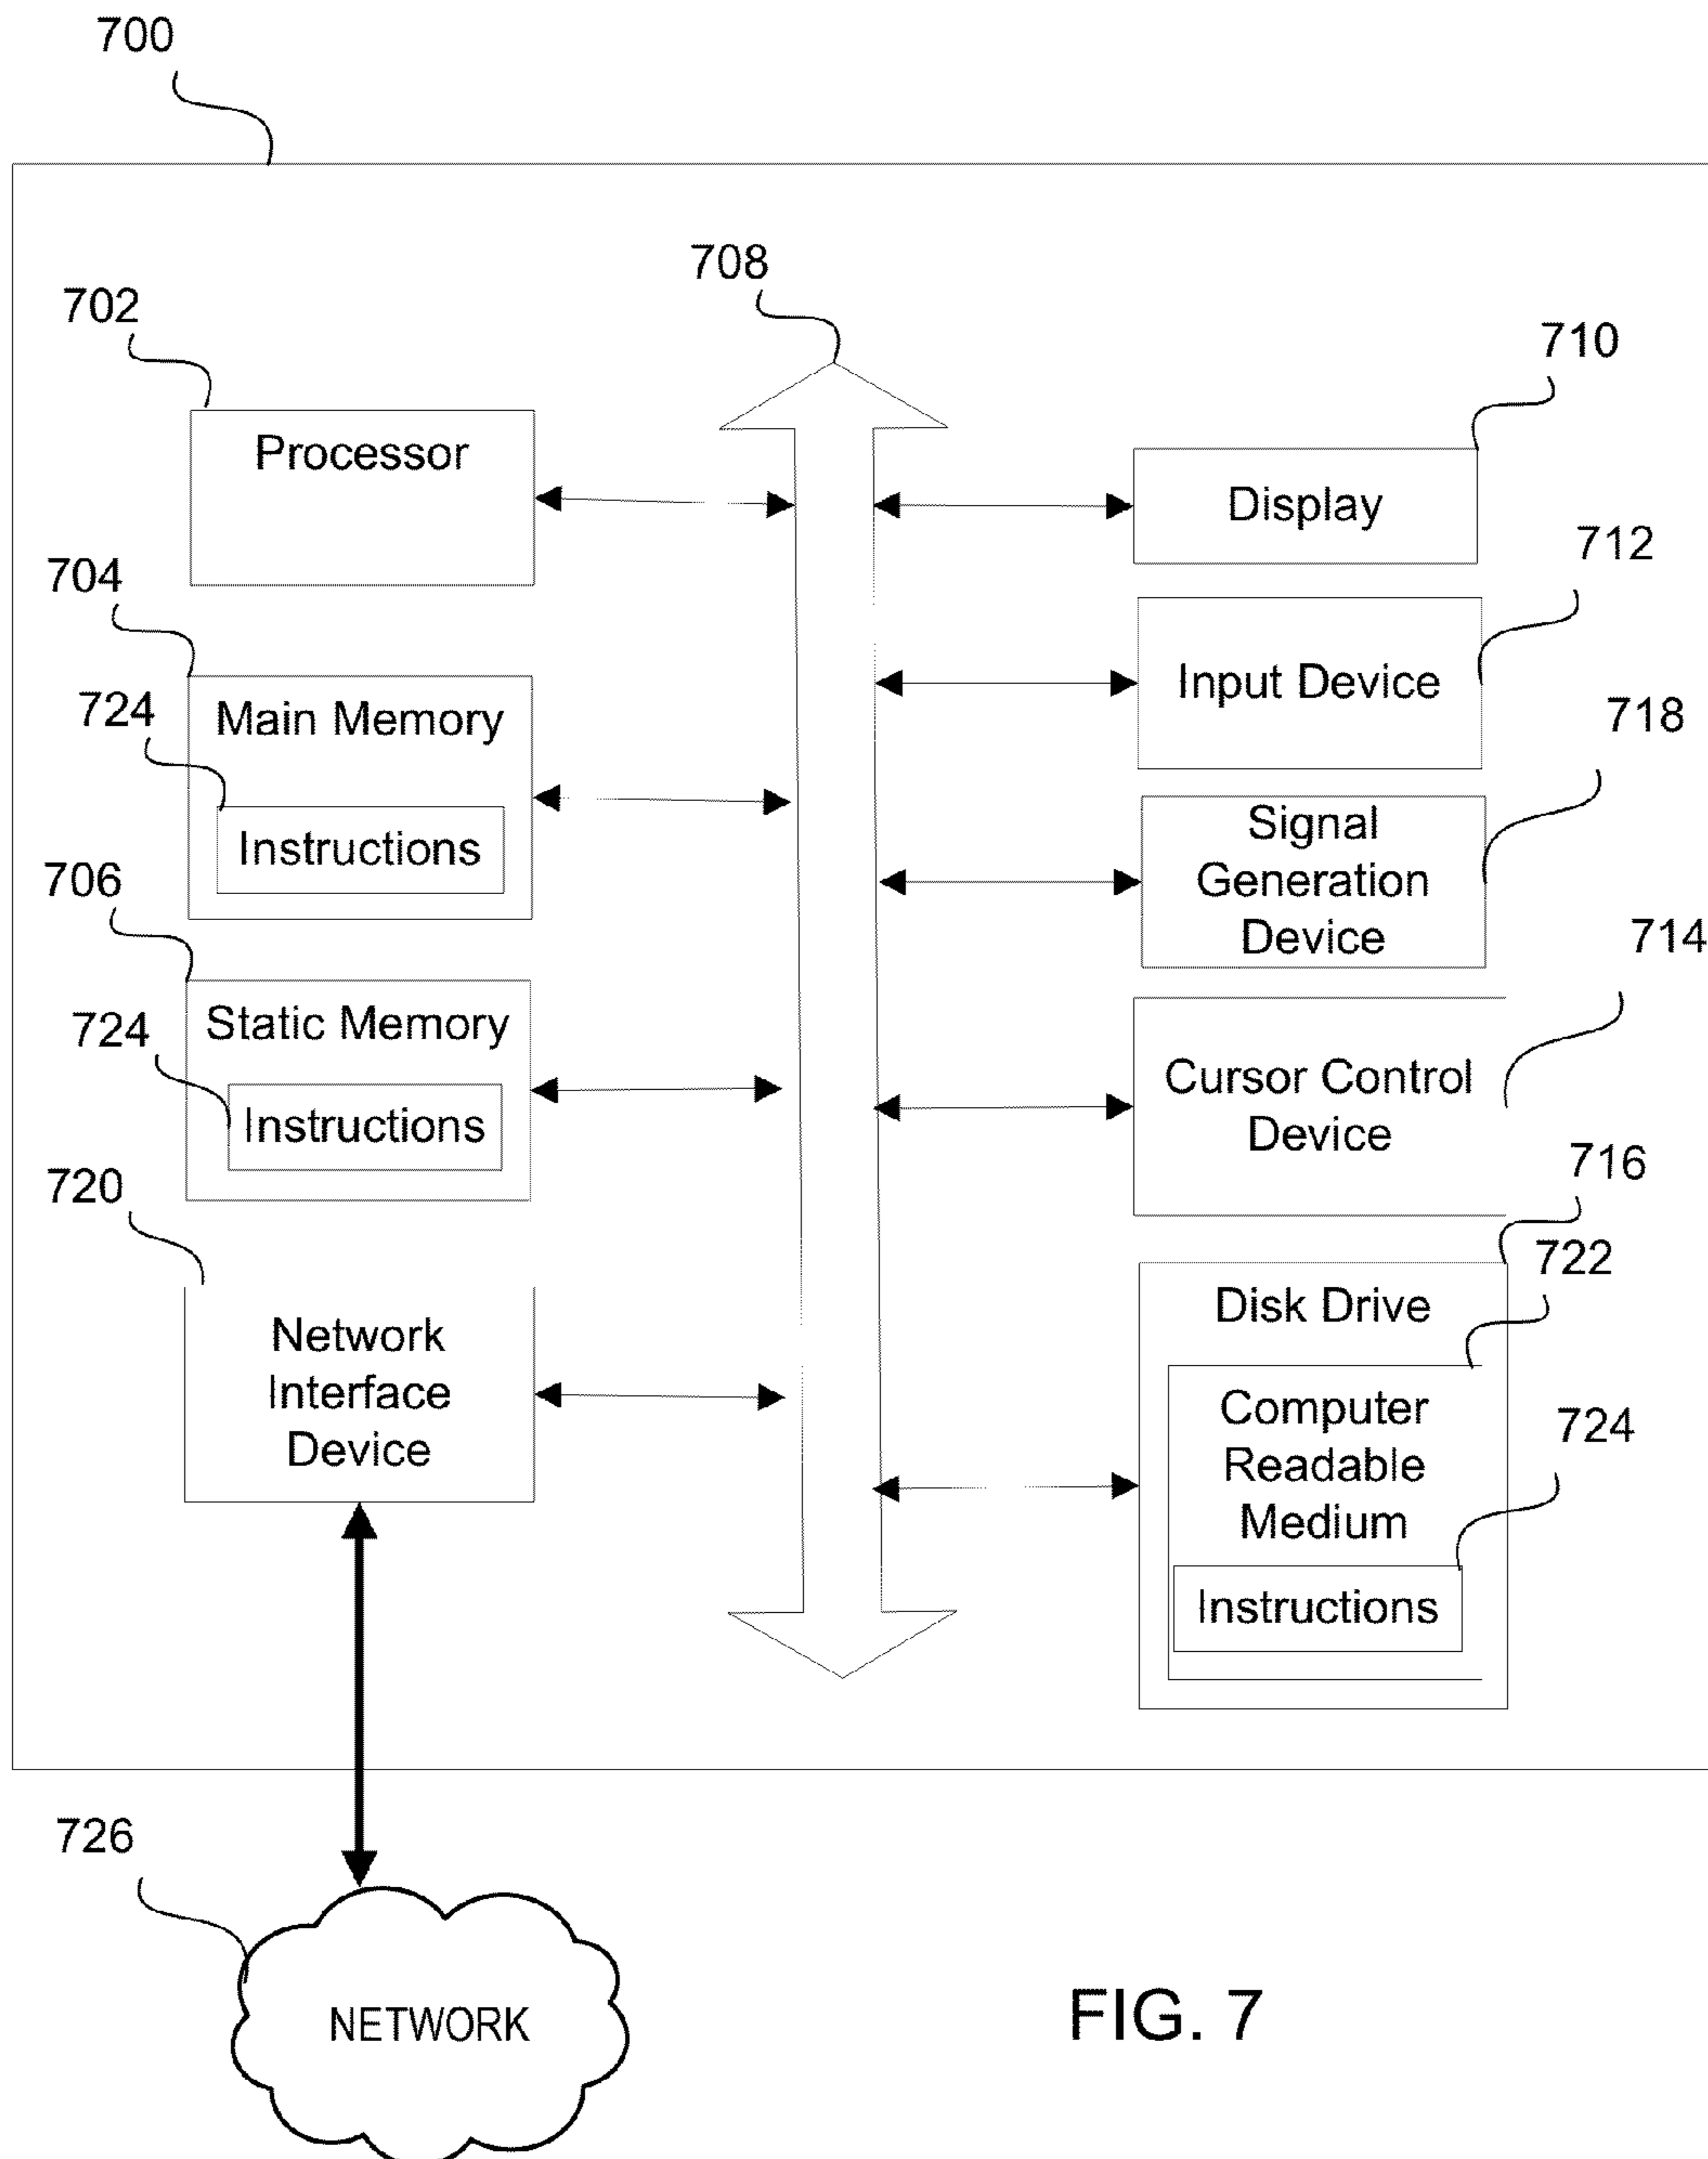 700
708
702
710
Processor
Display
712
704
Main Memory
Input Device
724
718
Instructions
Signal
Generation
Device
706
714
Static Memory
724
Instructions
Cursor Control
Device
716
720
722
Network
Interface
Device
Disk Drive
Computer
Readable
Medium
724
Instructions
726
NETWORK
FIG. 7